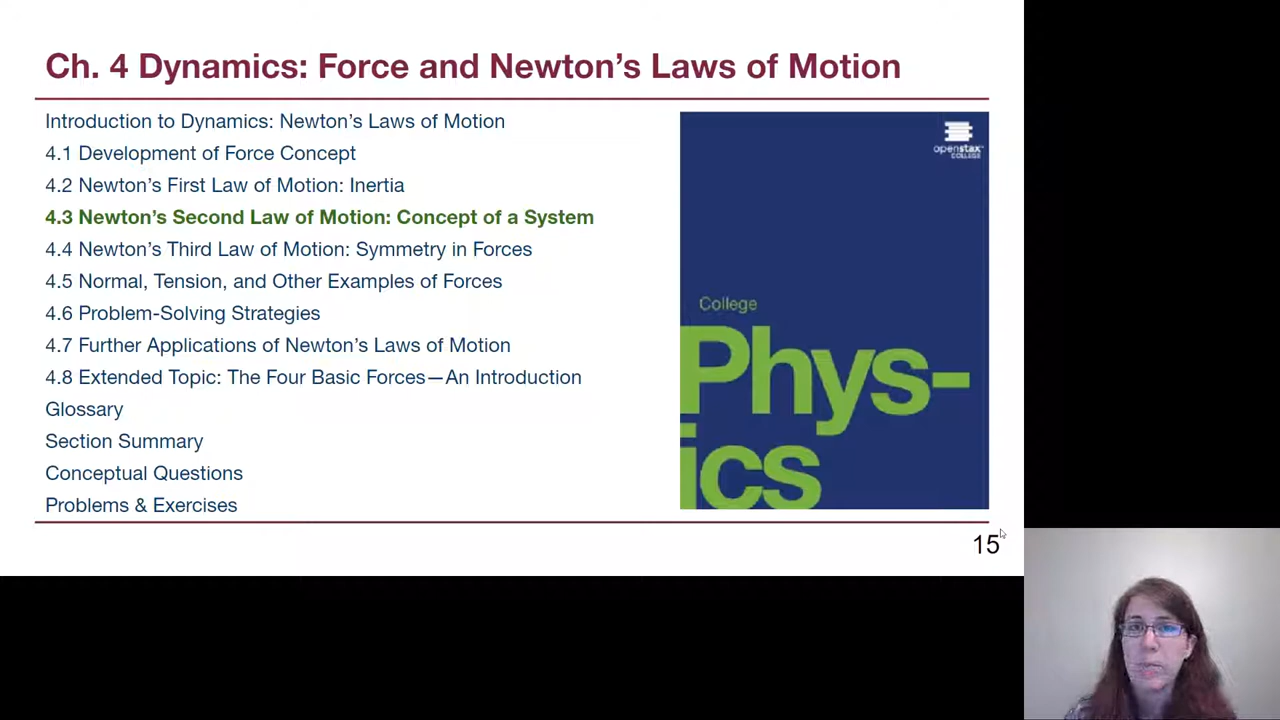 Ch. 4 Dynamics: Force and Newton's Laws of Motion
Introduction to Dynamics: Newton's Laws of Motion
4.1 Development of Force Concept
4.2 Newton's First Law of Motion: Inertia
4.3 Newton's Second Law of Motion: Concept of a System
4.4 Newton's Third Law of Motion: Symmetry in Forces
4.5 Normal, Tension, and Other Examples of Forces
4.6 Problem-Solving Strategies
4.7 Further Applications of Newton's Laws of Motion
4.8 Extended Topic: The Four Basic Forces—An Introduction
Glossary
Section Summary
Conceptual Questions
Problems & Exercises
openstax™
COLLEGE
College
Phys-
ics
15